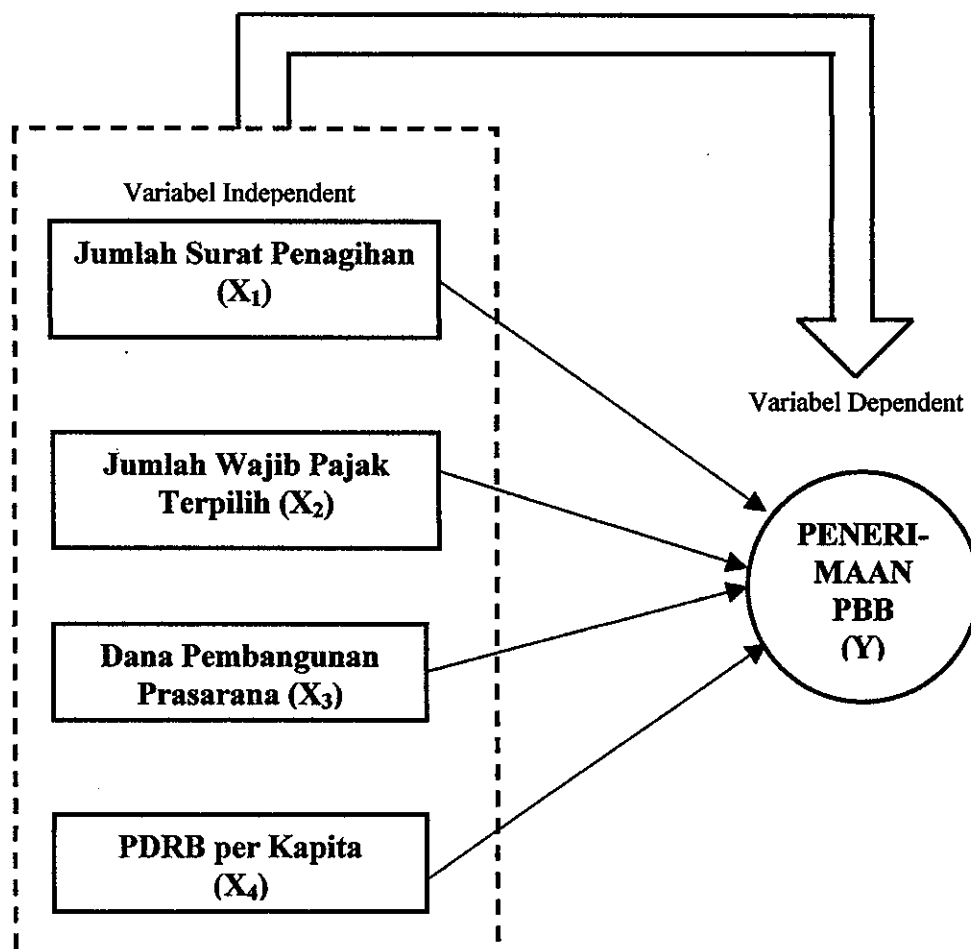 Variabel Independent
Jumlah Surat Penagihan
(X₁)
Jumlah Wajib Pajak
Terpilih (X₂)
Dana Pembangunan
Prasarana (X₃)
PDRB per Kapita
(X₄)
Variabel Dependent
PENERI-
MAAN
PBB
(Y)